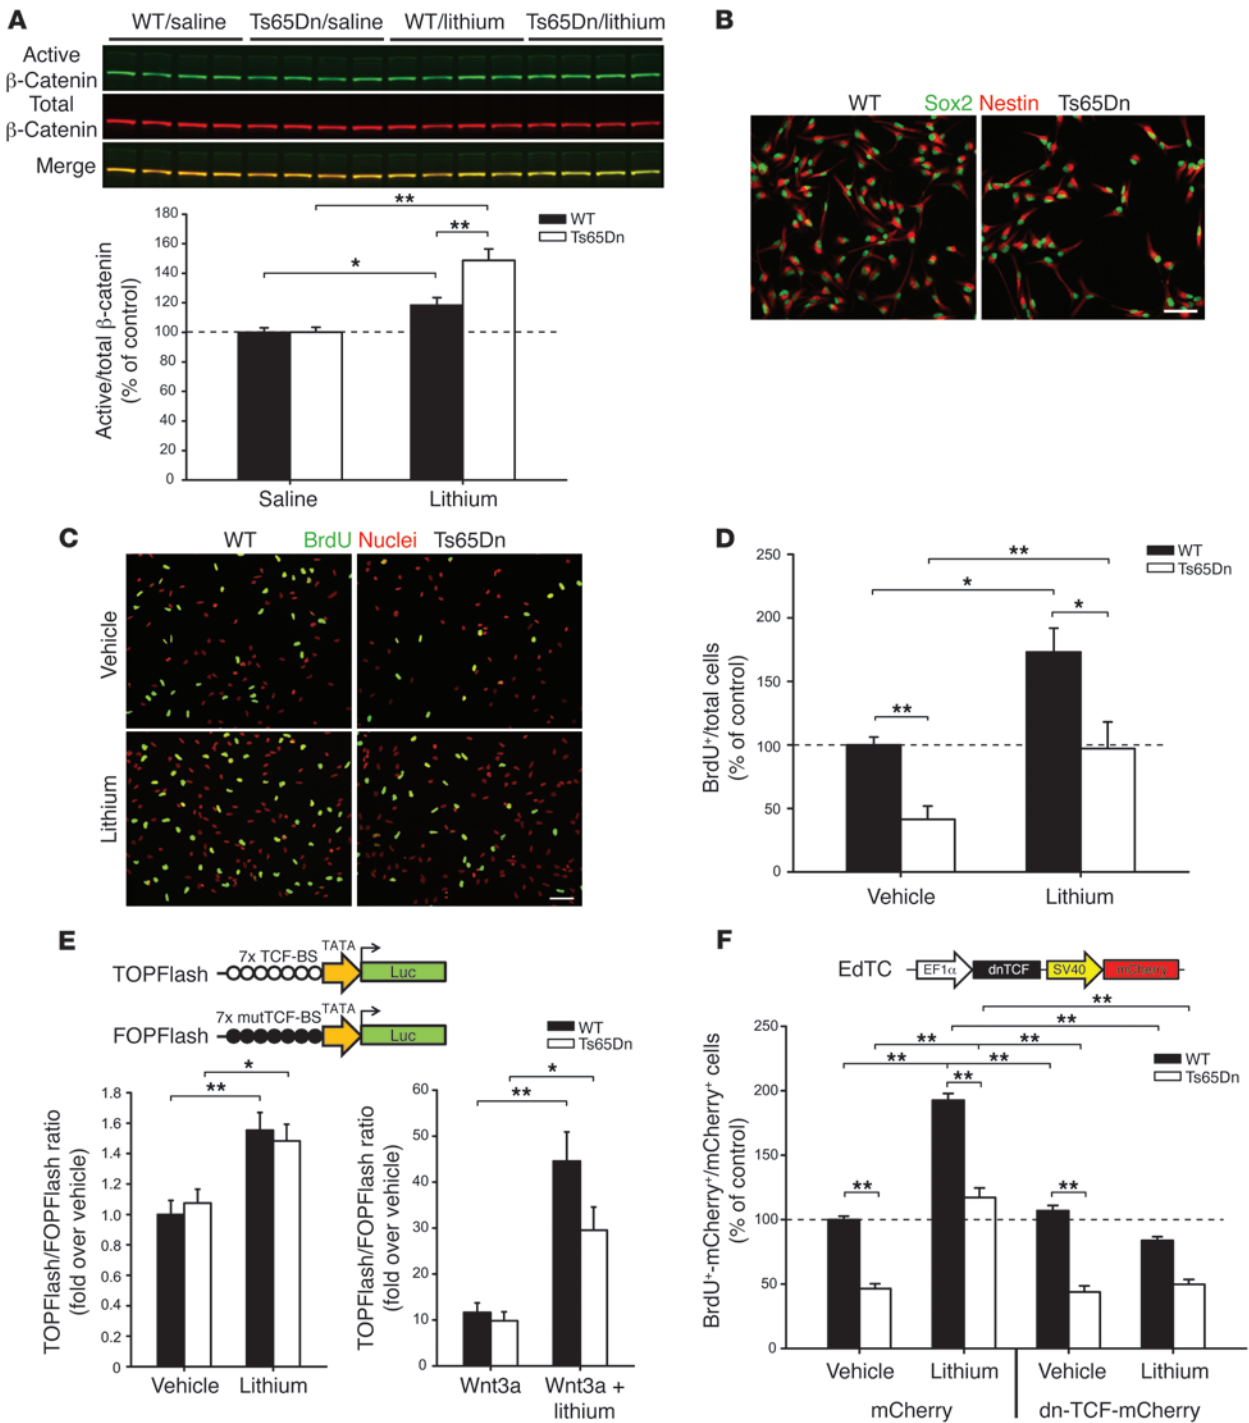 A
WT/saline Ts65Dn/saline WT/lithium Ts65Dn/lithium
Active
β-Catenin
Total
β-Catenin
Merge
** 
180
160
140
120
100
80
60
40
20
0
Active/total β-catenin
(% of control)
*
**
WT
Ts65Dn
Saline Lithium
B
WT Sox2 Nestin Ts65Dn
C
WT BrdU Nuclei Ts65Dn
Vehicle
Lithium
D
250
200
150
100
50
0
BrdU⁺/total cells
(% of control)
**
*
*
**
WT
Ts65Dn
Vehicle Lithium
E
7x TCF-BS TATA
TOPFlash Luc
7x mutTCF-BS TATA
FOPFlash Luc
WT
Ts65Dn
*
**
1.8
1.6
1.4
1.2
1.0
0.8
0.6
0.4
0.2
0
TOPFlash/FOPFlash ratio
(fold over vehicle)
Vehicle Lithium
*
**
60
50
40
30
20
10
0
TOPFlash/FOPFlash ratio
(fold over vehicle)
Wnt3a Wnt3a +
lithium
F
EdTC EF1α dnTCF SV40 mCherry
**
**
** **
** **
**
** **
WT
Ts65Dn
250
200
150
100
50
0
BrdU⁺-mCherry⁺/mCherry⁺ cells
(% of control)
Vehicle Lithium Vehicle Lithium
mCherry dn-TCF-mCherry